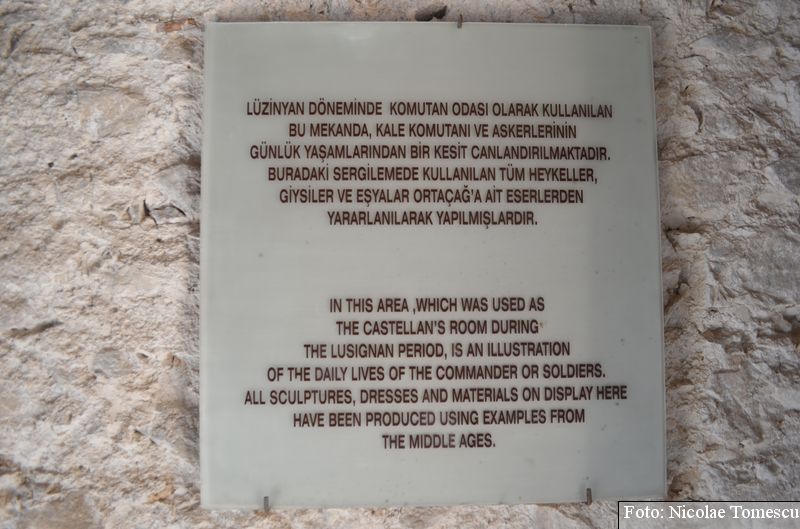 LÜZİNYAN DÖNEMİNDE KOMUTAN ODASI OLARAK KULLANILAN
BU MEKANDA, KALE KOMUTANI VE ASKERLERİNİN
GÜNLÜK YAŞAMLARINDAN BİR KESİT CANLANDIRILMAKTADIR.
BURADAKİ SERGİLEMEDE KULLANILAN TÜM HEYKELLER,
GİYSİLER VE EŞYALAR ORTAÇAĞ'A AİT ESERLERDEN
YARARLANILARAK YAPILMIŞLARDIR.
IN THIS AREA ,WHICH WAS USED AS
THE CASTELLAN'S ROOM DURING
THE LUSIGNAN PERIOD, IS AN ILLUSTRATION
OF THE DAILY LIVES OF THE COMMANDER OR SOLDIERS.
ALL SCULPTURES, DRESSES AND MATERIALS ON DISPLAY HERE
HAVE BEEN PRODUCED USING EXAMPLES FROM
THE MIDDLE AGES.
Foto: Nicolae Tomescu